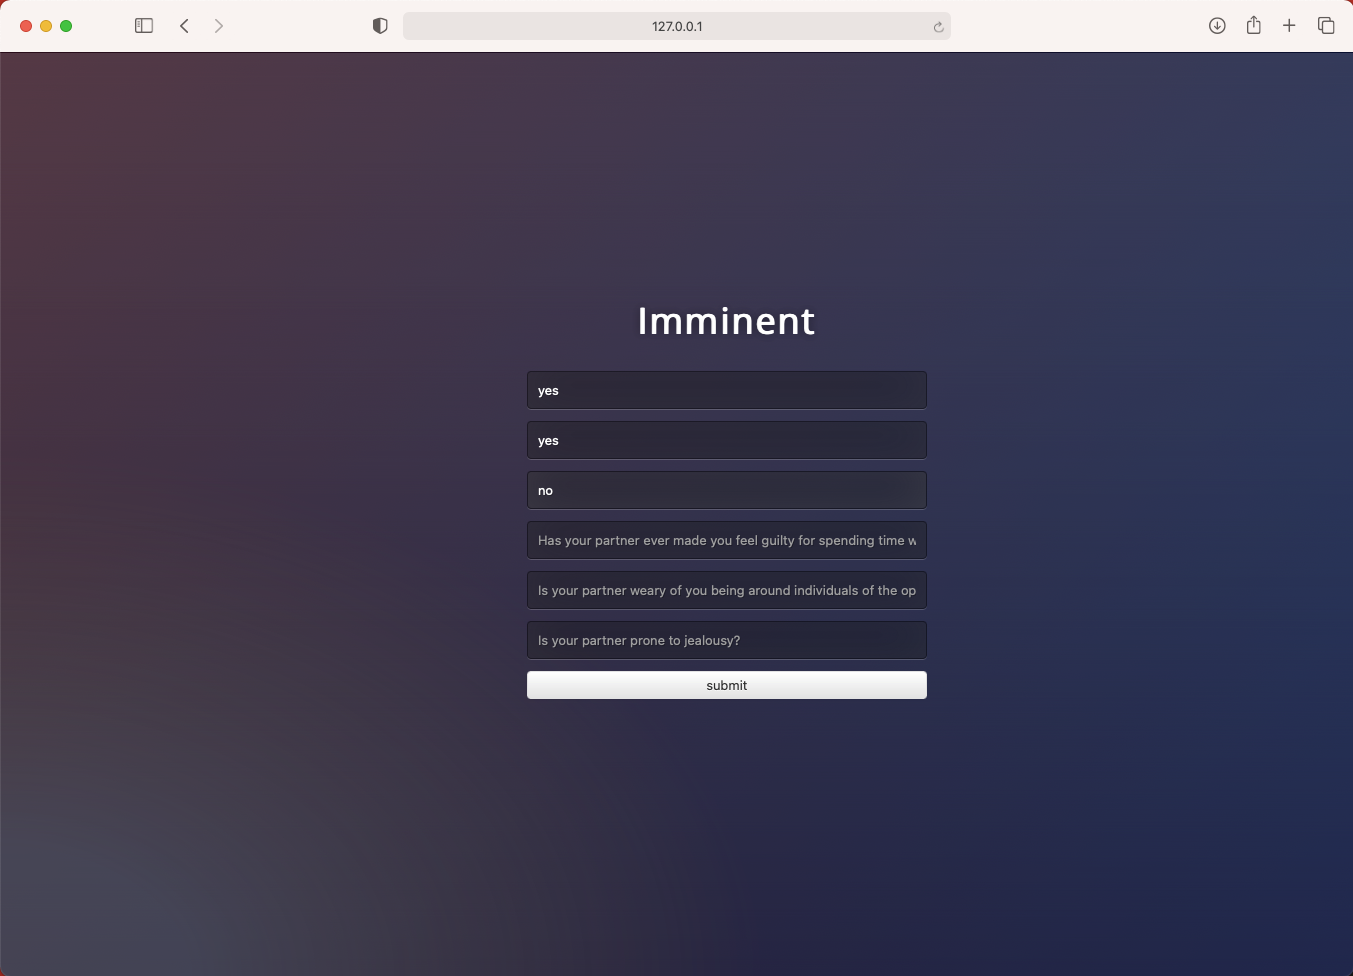 127.0.0.1
Imminent
yes
yes
no
Has your partner ever made you feel guilty for spending time w
Is your partner weary of you being around individuals of the op
Is your partner prone to jealousy?
submit